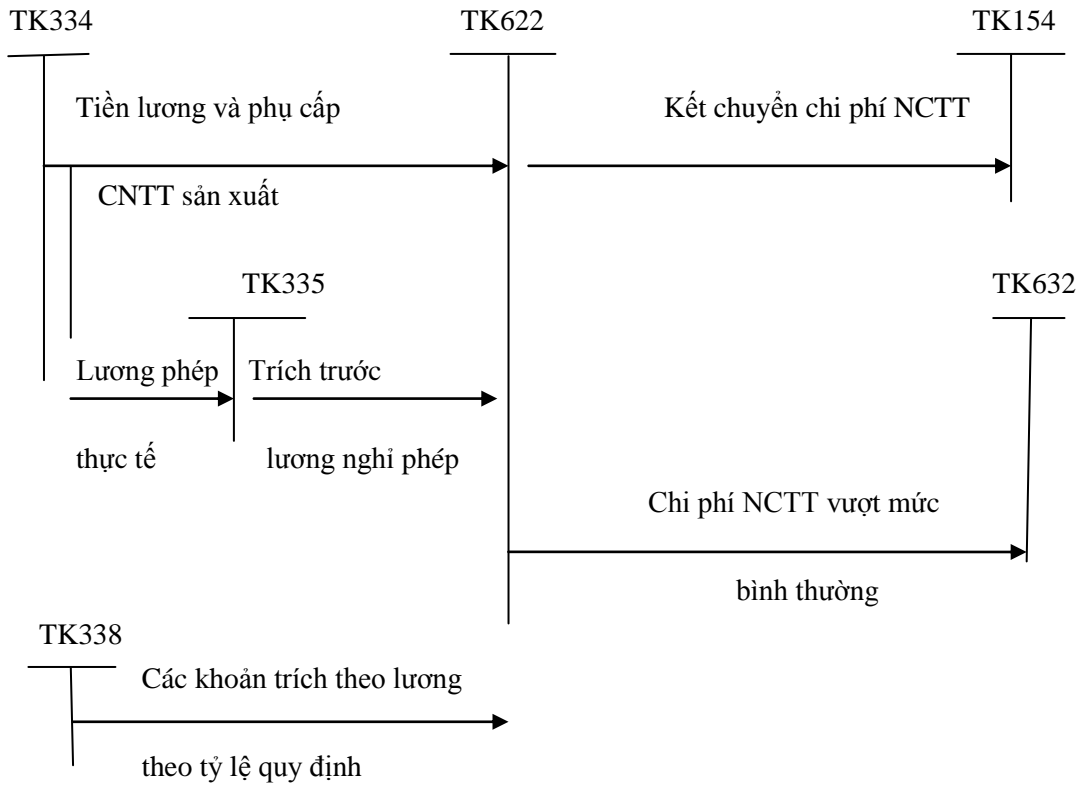 TK334 TK622 TK154
Tiền lương và phụ cấp Kết chuyển chi phí NCTT
CNTT sản xuất
TK335 TK632
Lương phép Trích trước
thực tế lương nghỉ phép
Chi phí NCTT vượt mức
bình thường
TK338
Các khoản trích theo lương
theo tỷ lệ quy định